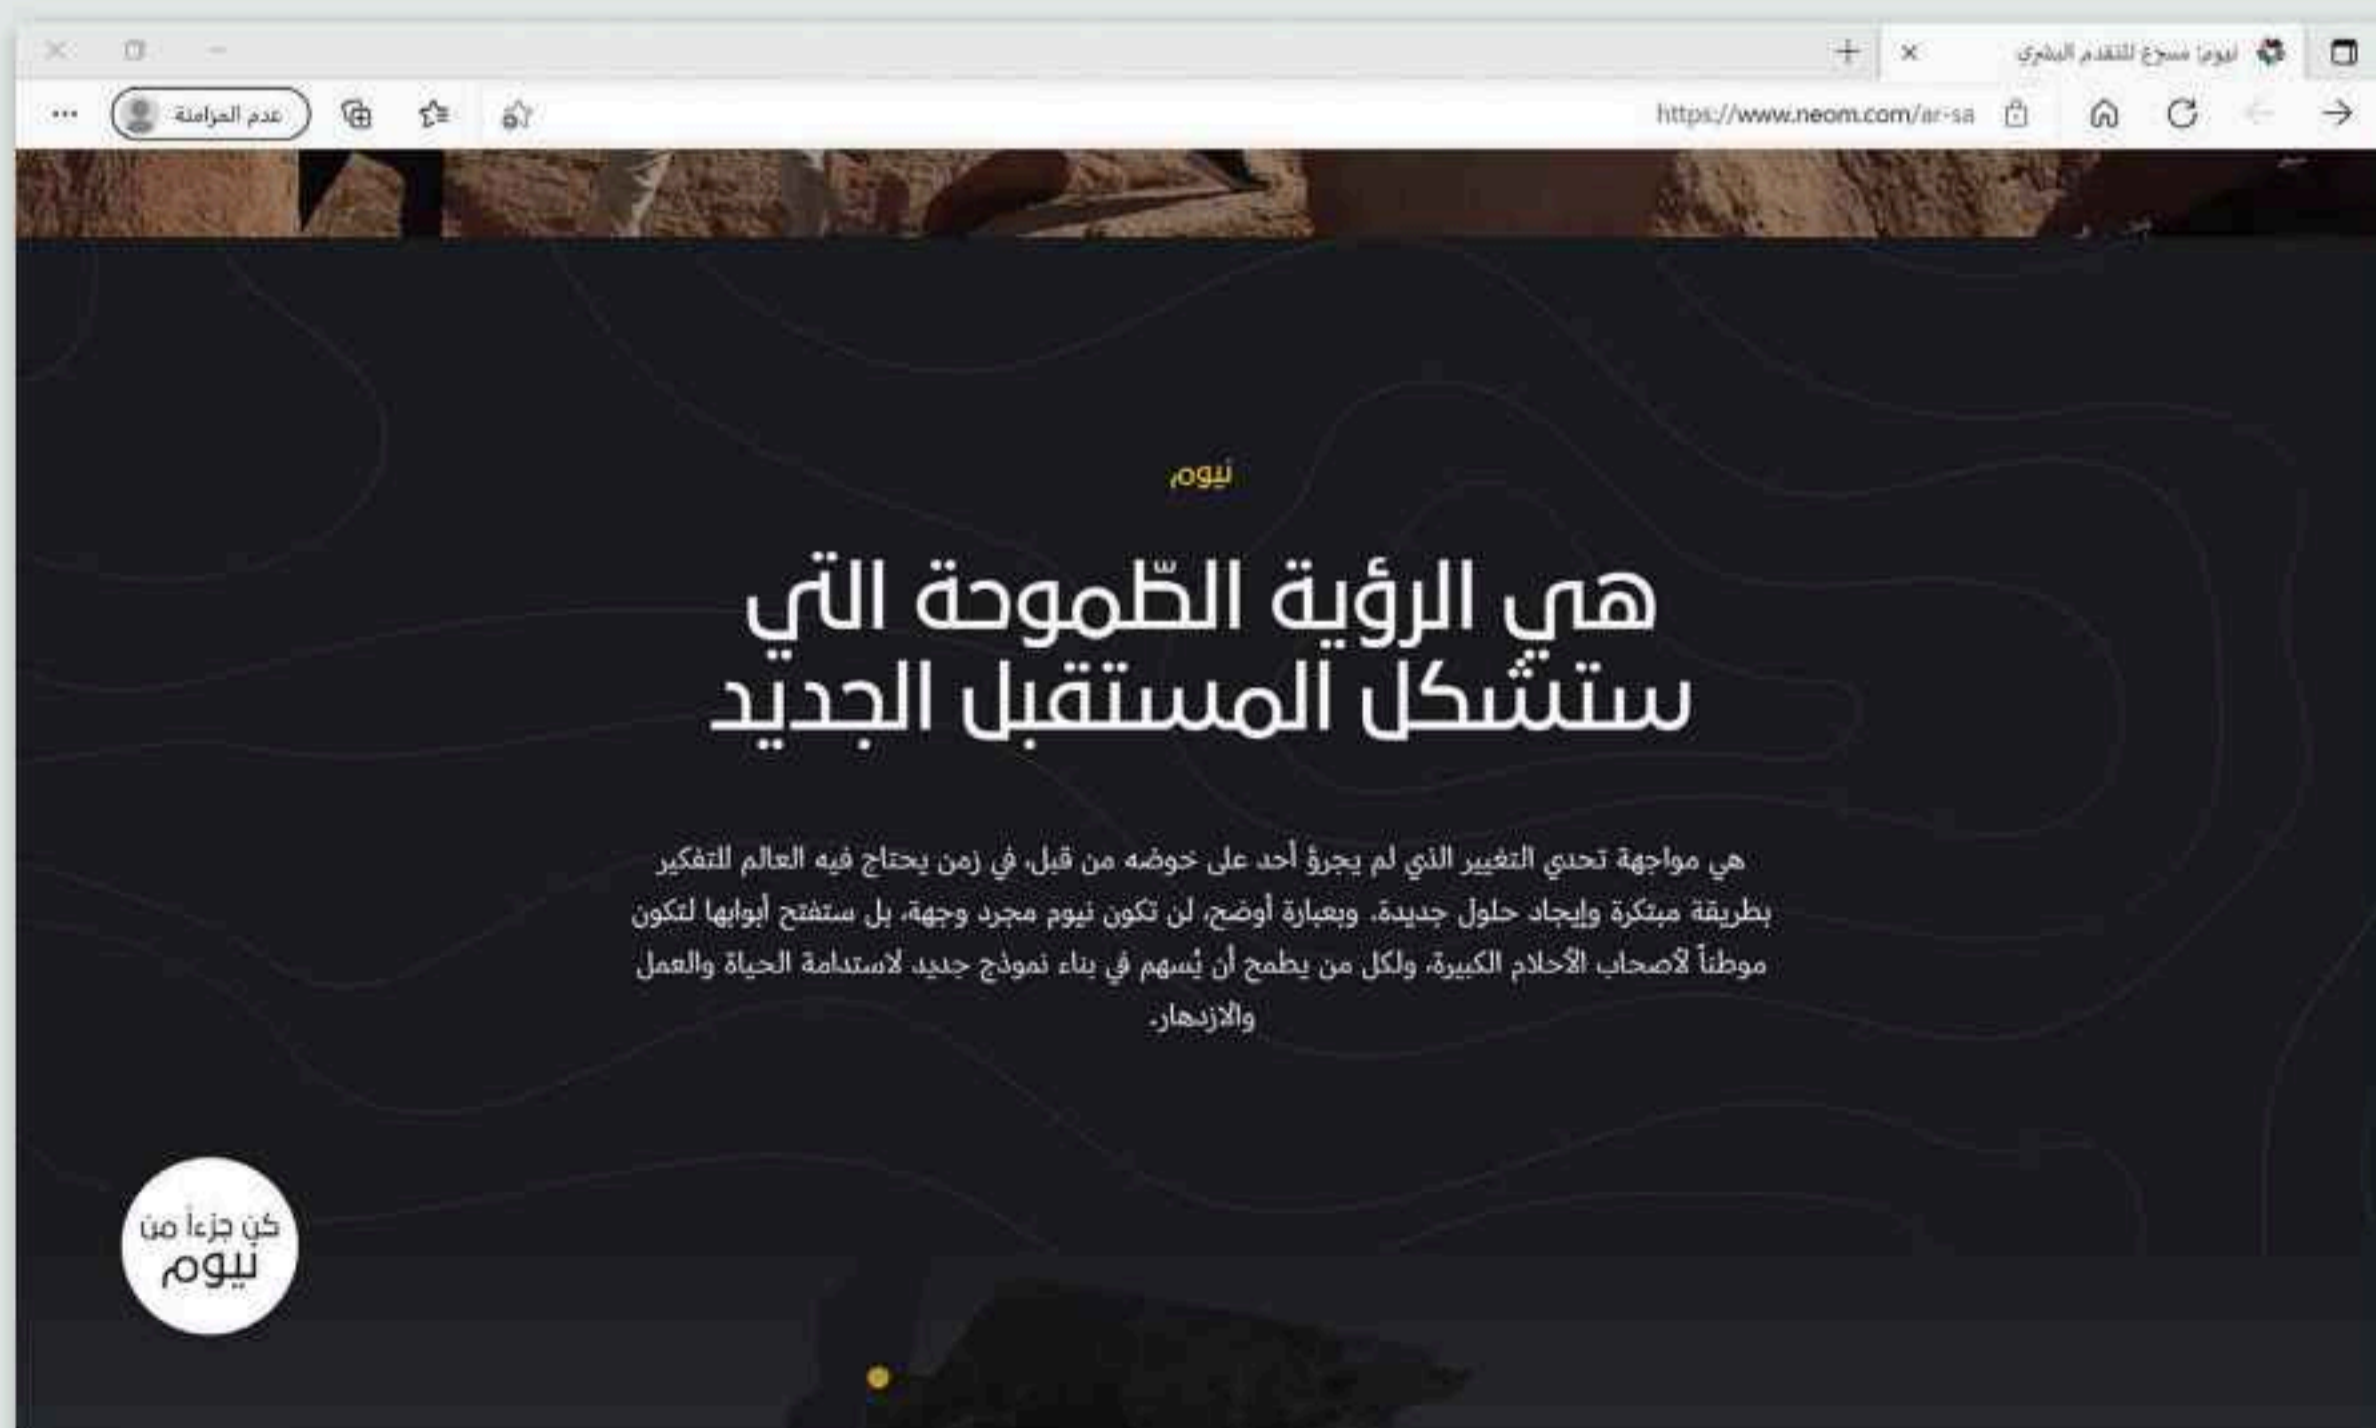 نيوم: مسرّع للتقدم البشري
https://www.neom.com/ar-sa
عدم المزامنة
نيوم
هي الرؤية الطّموحة التي
ستشكل المستقبل الجديد
هي مواجهة تحدي التغيير الذي لم يجرؤ أحد على خوضه من قبل، في زمن يحتاج فيه العالم للتفكير
بطريقة مبتكرة وإيجاد حلول جديدة. وبعبارة أوضح، لن تكون نيوم مجرد وجهة، بل ستفتح أبوابها لتكون
موطناً لأصحاب الأحلام الكبيرة، ولكل من يطمح أن يُسهم في بناء نموذج جديد لاستدامة الحياة والعمل
والازدهار.
كن جزءاً من
نيوم